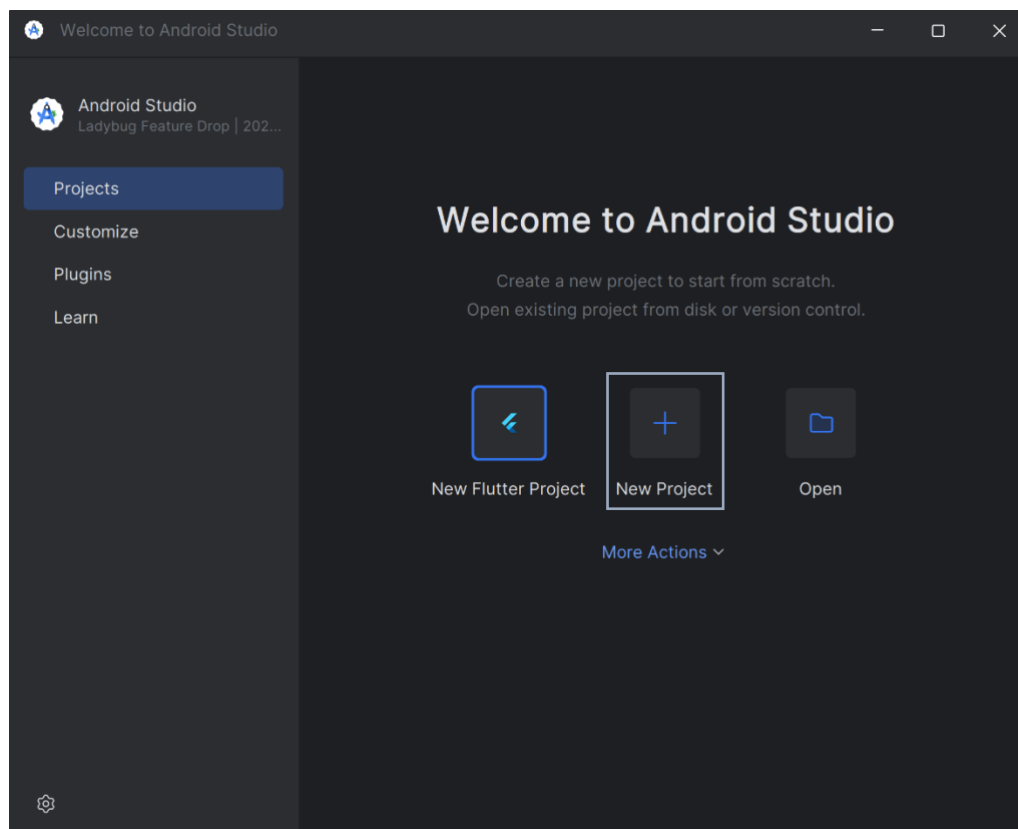 Welcome to Android Studio
Android Studio
Ladybug Feature Drop | 202...
Projects
Customize
Plugins
Learn
Welcome to Android Studio
Create a new project to start from scratch.
Open existing project from disk or version control.
New Flutter Project
New Project
Open
More Actions